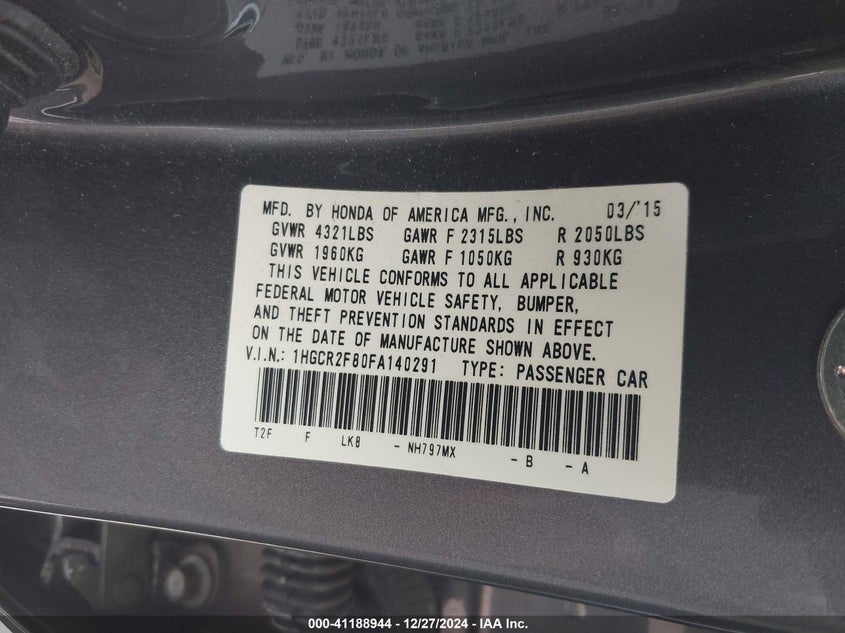 MFD. BY HONDA OF AMERICA MFG., INC. 03/'15
GVWR 4321LBS GAWR F 2315LBS R 2050LBS
GVWR 1960KG GAWR F 1050KG R 930KG
THIS VEHICLE CONFORMS TO ALL APPLICABLE
FEDERAL MOTOR VEHICLE SAFETY, BUMPER,
AND THEFT PREVENTION STANDARDS IN EFFECT
ON THE DATE OF MANUFACTURE SHOWN ABOVE.
V.I.N.: 1HGCR2F80FA140291 TYPE: PASSENGER CAR
T2F F LKB - NH797MX - B - A
000-41188944 - 12/27/2024 - IAA Inc.